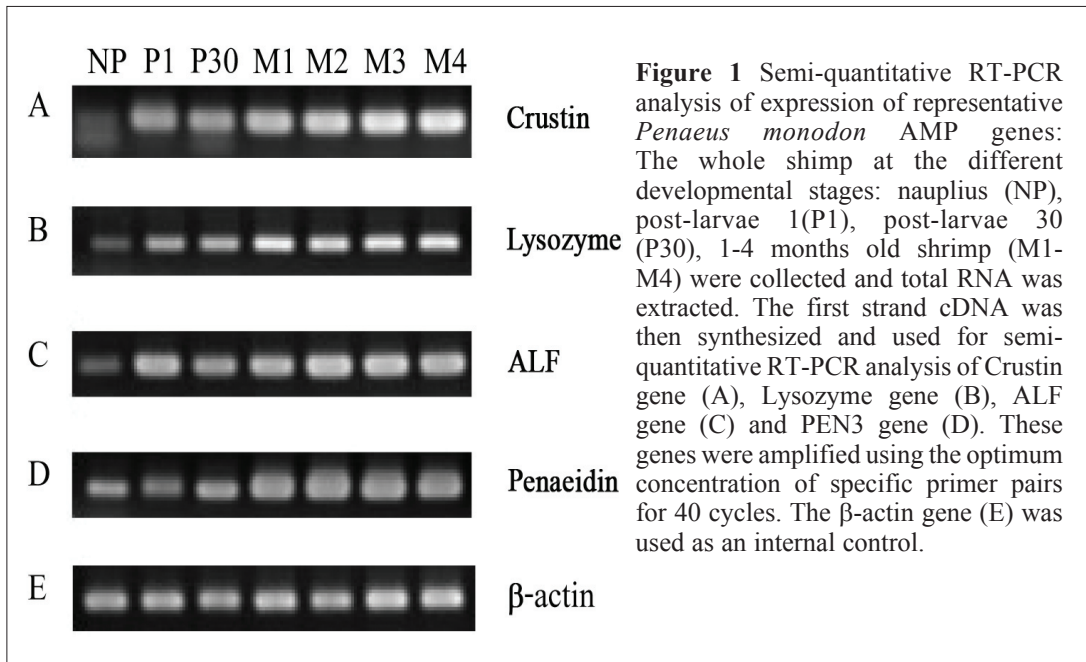 NP P1 P30 M1 M2 M3 M4
A Crustin
B Lysozyme
C ALF
D Penaeidin
E β-actin
Figure 1 Semi-quantitative RT-PCR
analysis of expression of representative
Penaeus monodon AMP genes:
The whole shimp at the different
developmental stages: nauplius (NP),
post-larvae 1(P1), post-larvae 30
(P30), 1-4 months old shrimp (M1-
M4) were collected and total RNA was
extracted. The first strand cDNA was
then synthesized and used for semi-
quantitative RT-PCR analysis of Crustin
gene (A), Lysozyme gene (B), ALF
gene (C) and PEN3 gene (D). These
genes were amplified using the optimum
concentration of specific primer pairs
for 40 cycles. The β-actin gene (E) was
used as an internal control.